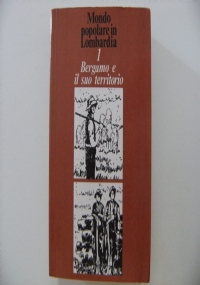 Mondo
popolare in
Lombardia
1
Bergamo e
il suo territorio